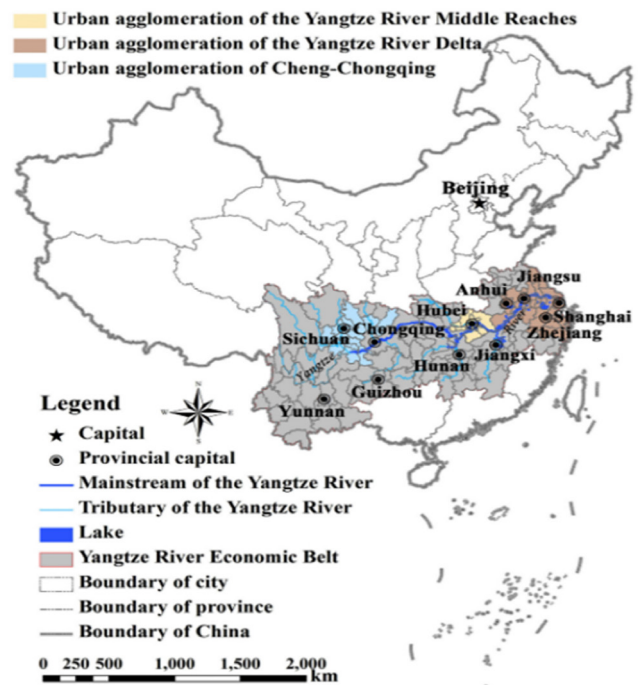 Urban agglomeration of the Yangtze River Middle Reaches
Urban agglomeration of the Yangtze River Delta
Urban agglomeration of Cheng-Chongqing
Beijing
Jiangsu
Anhui
Hubei
Shanghai
Chongqing
River
Zhejiang
Sichuan
Jiangxi
Hunan
Yangtze
Guizhou
Yunnan
Legend
N
W
E
S
Capital
Provincial capital
Mainstream of the Yangtze River
Tributary of the Yangtze River
Lake
Yangtze River Economic Belt
Boundary of city
Boundary of province
Boundary of China
0 250 500 1,000 1,500 2,000
km